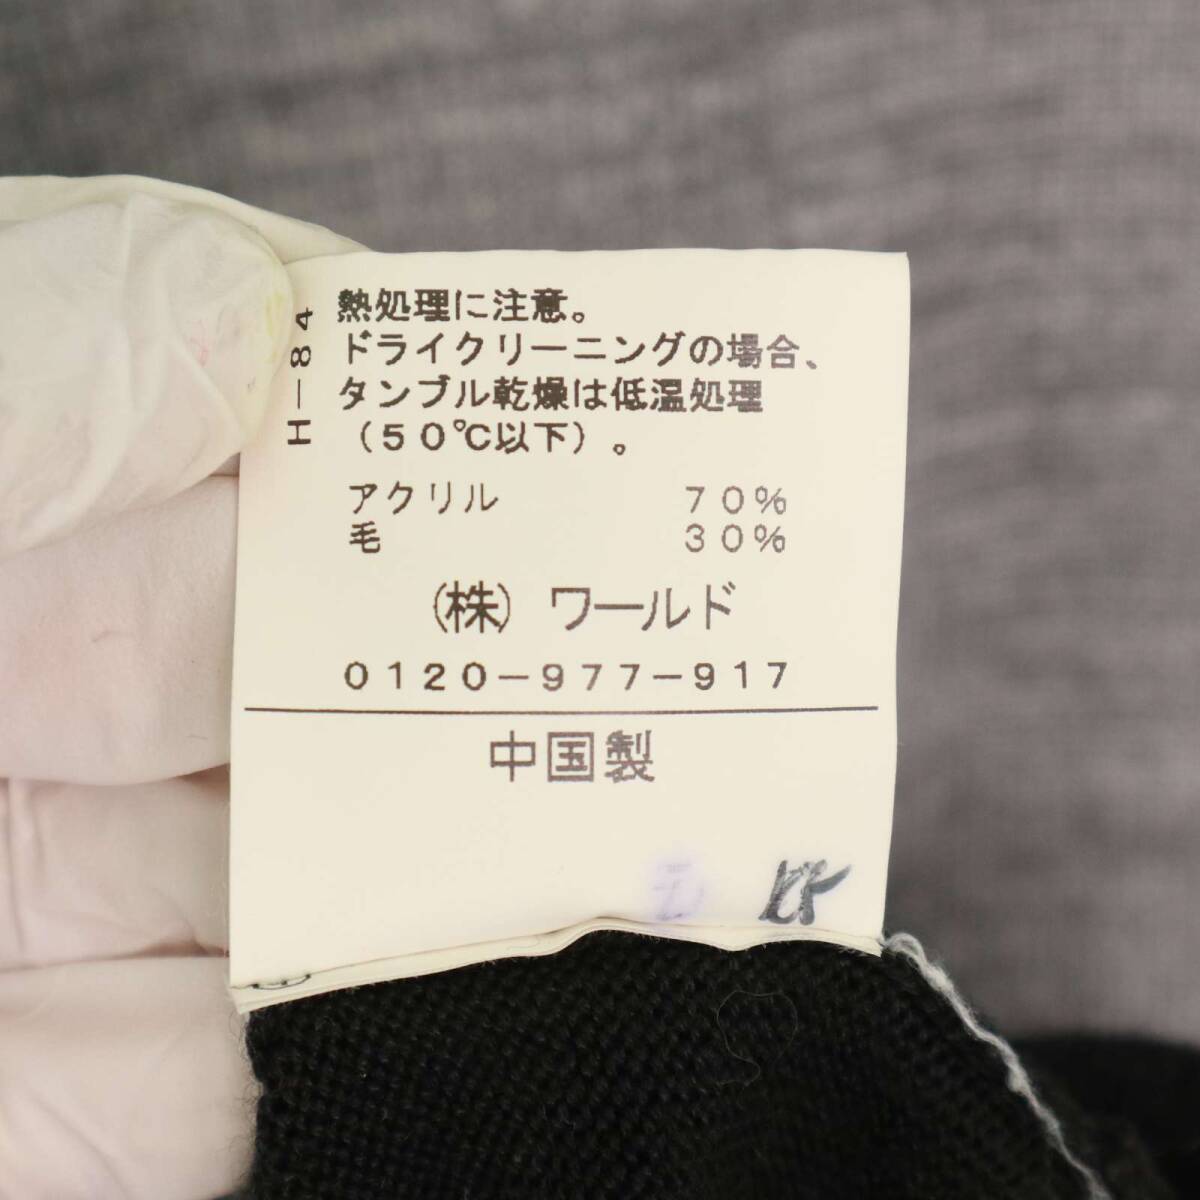 熱処理に注意。
ドライクリーニングの場合、
タンブル乾燥は低温処理
（５０℃以下）。
アクリル ７０％
毛 ３０％
（株） ワールド
０１２０－９７７－９１７
中国製
Ｈ－８４